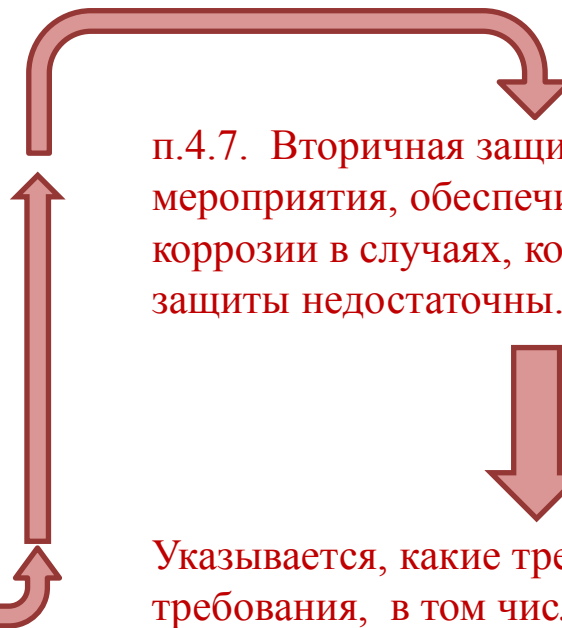 п.4.7. Вторичная защи
мероприятия, обеспечи
коррозии в случаях, ко
защиты недостаточны.
Указывается, какие тре
требования, в том чис